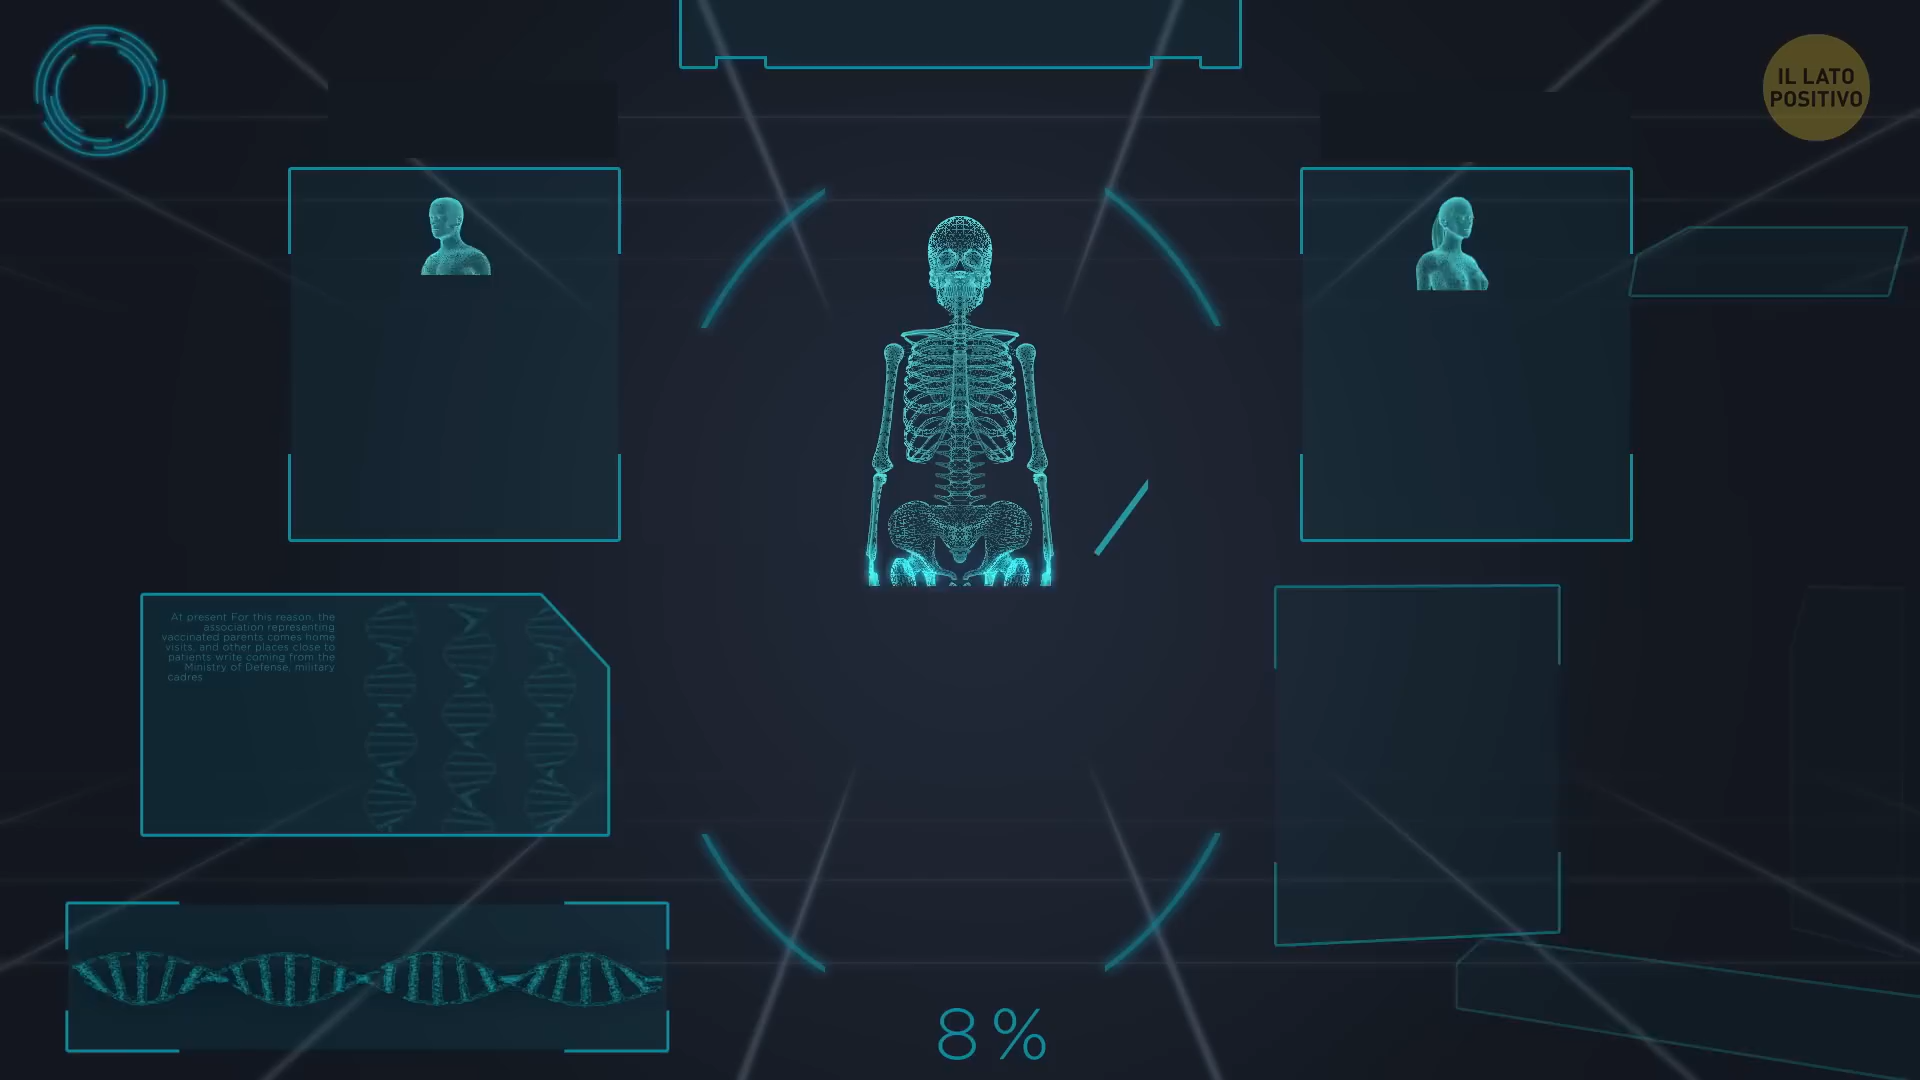 IL LATO
POSITIVO
At present For this reason, the
association representing
vaccinated parents comes home
visits, and other places close to
patients write coming from the
Ministry of Defense, military
cadres
8%